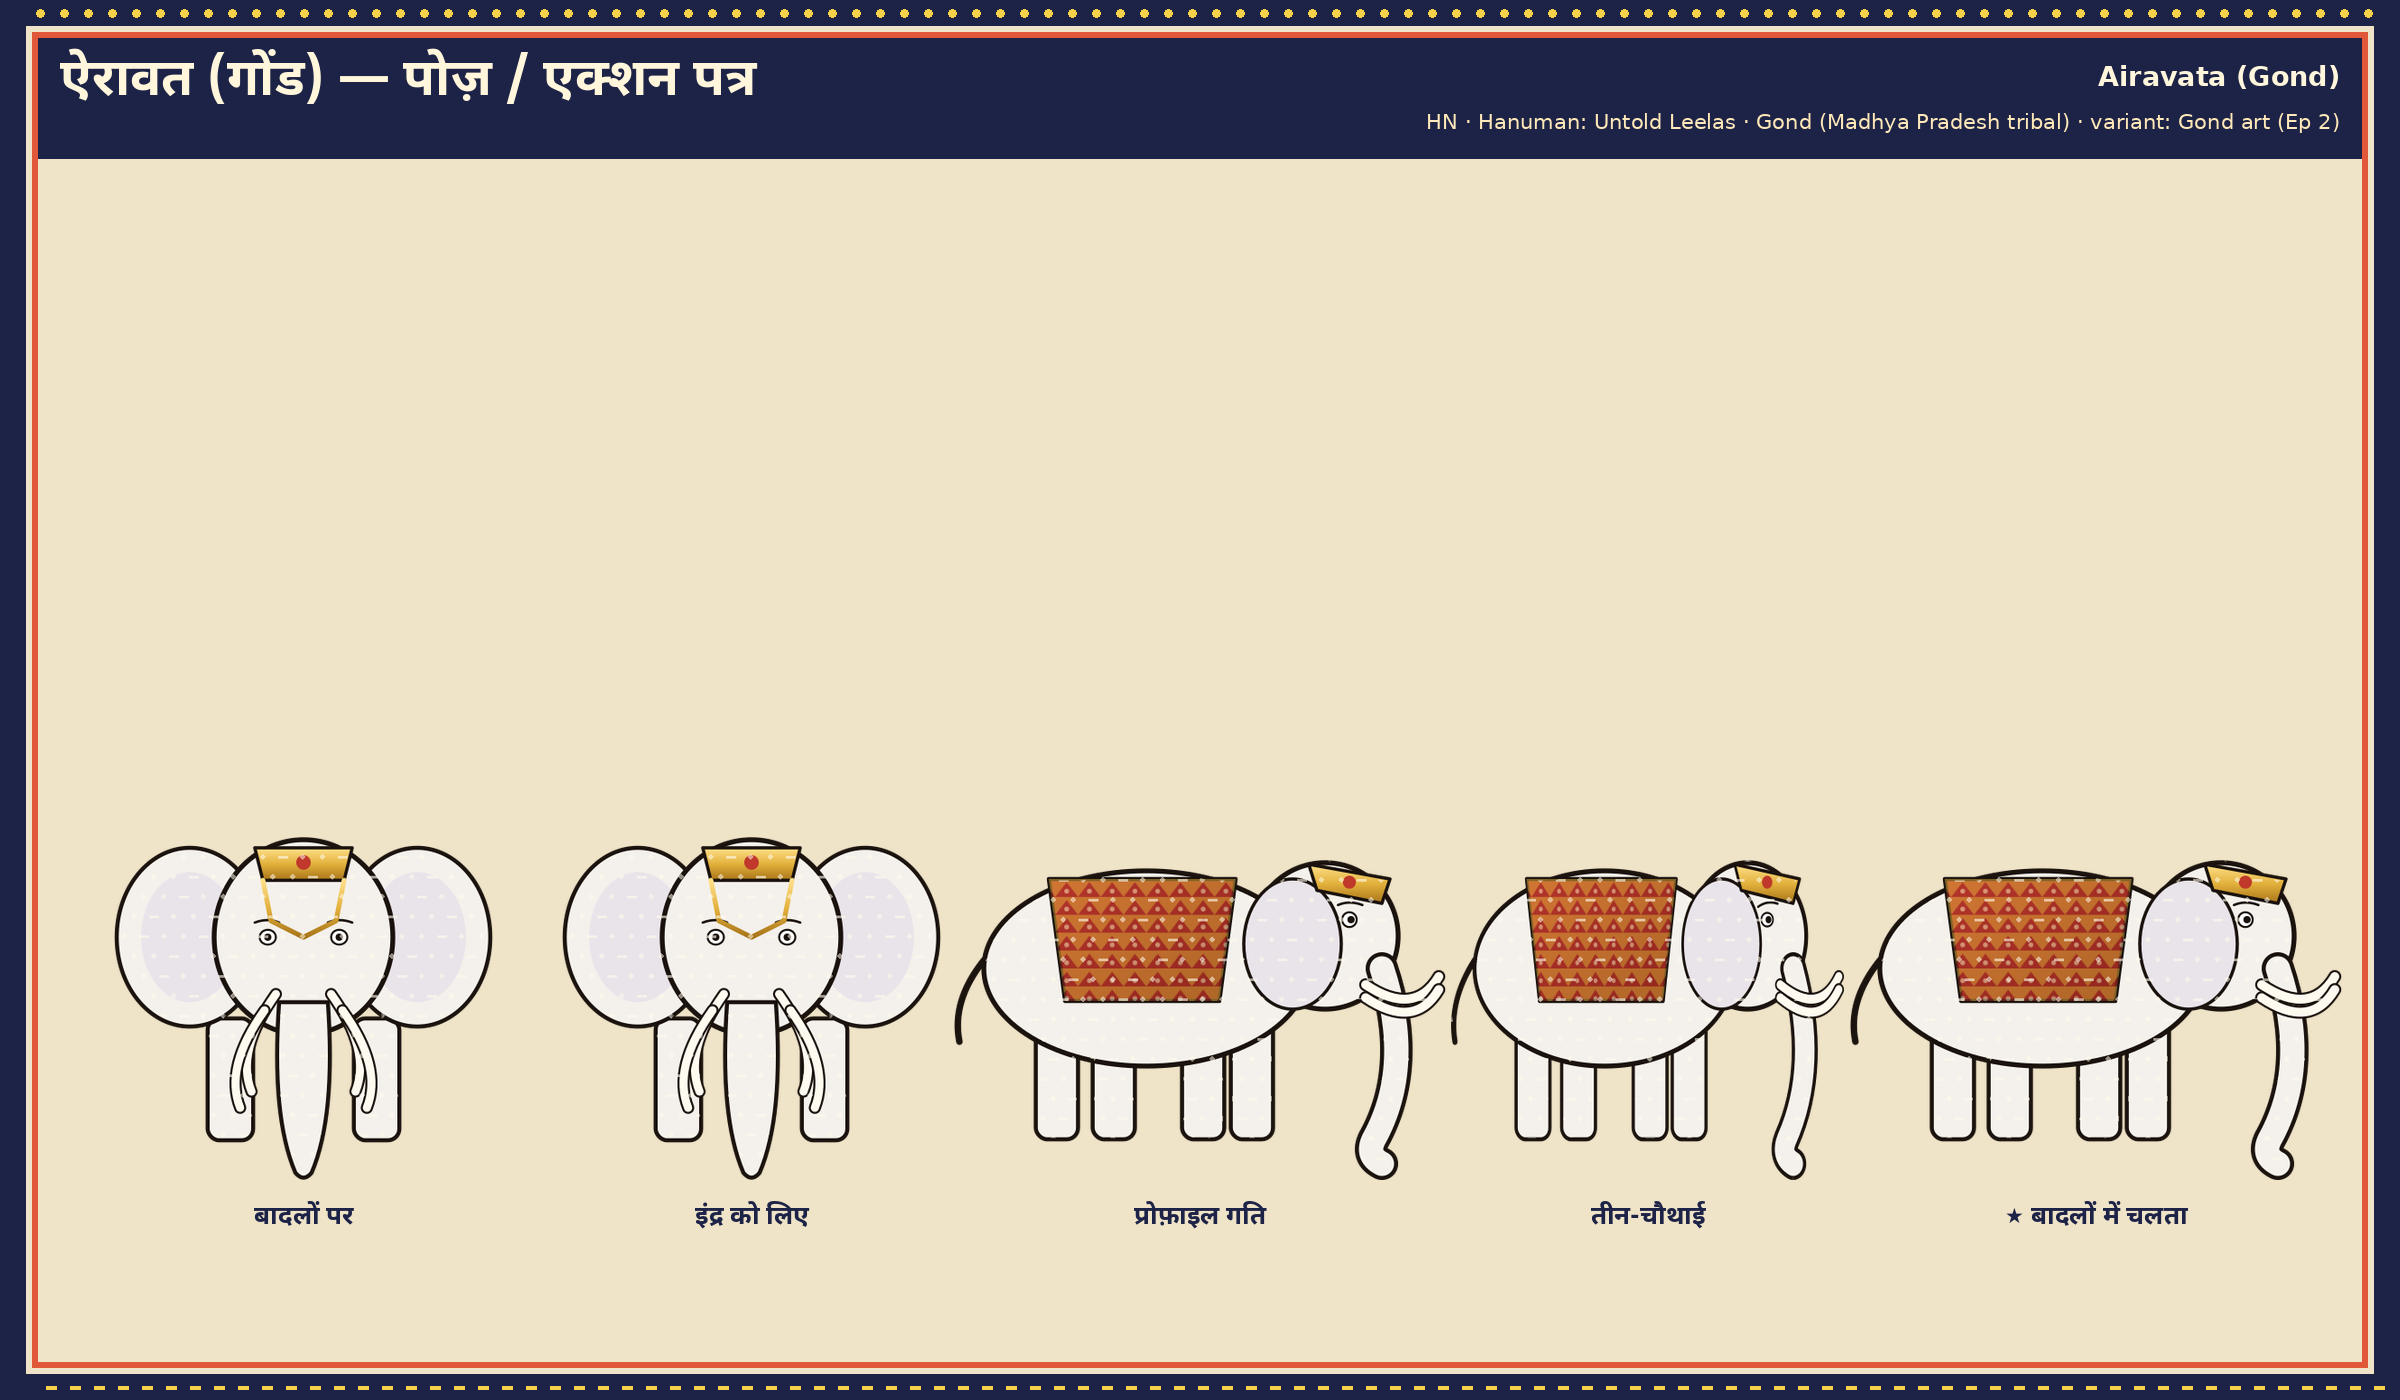 ऐरावत (गोंड) — पोज़ / एक्शन पत्र
Airavata (Gond)
HN · Hanuman: Untold Leelas · Gond (Madhya Pradesh tribal) · variant: Gond art (Ep 2)
बादलों पर
इंद्र को लिए
प्रोफ़ाइल गति
तीन-चौथाई
★ बादलों में चलता